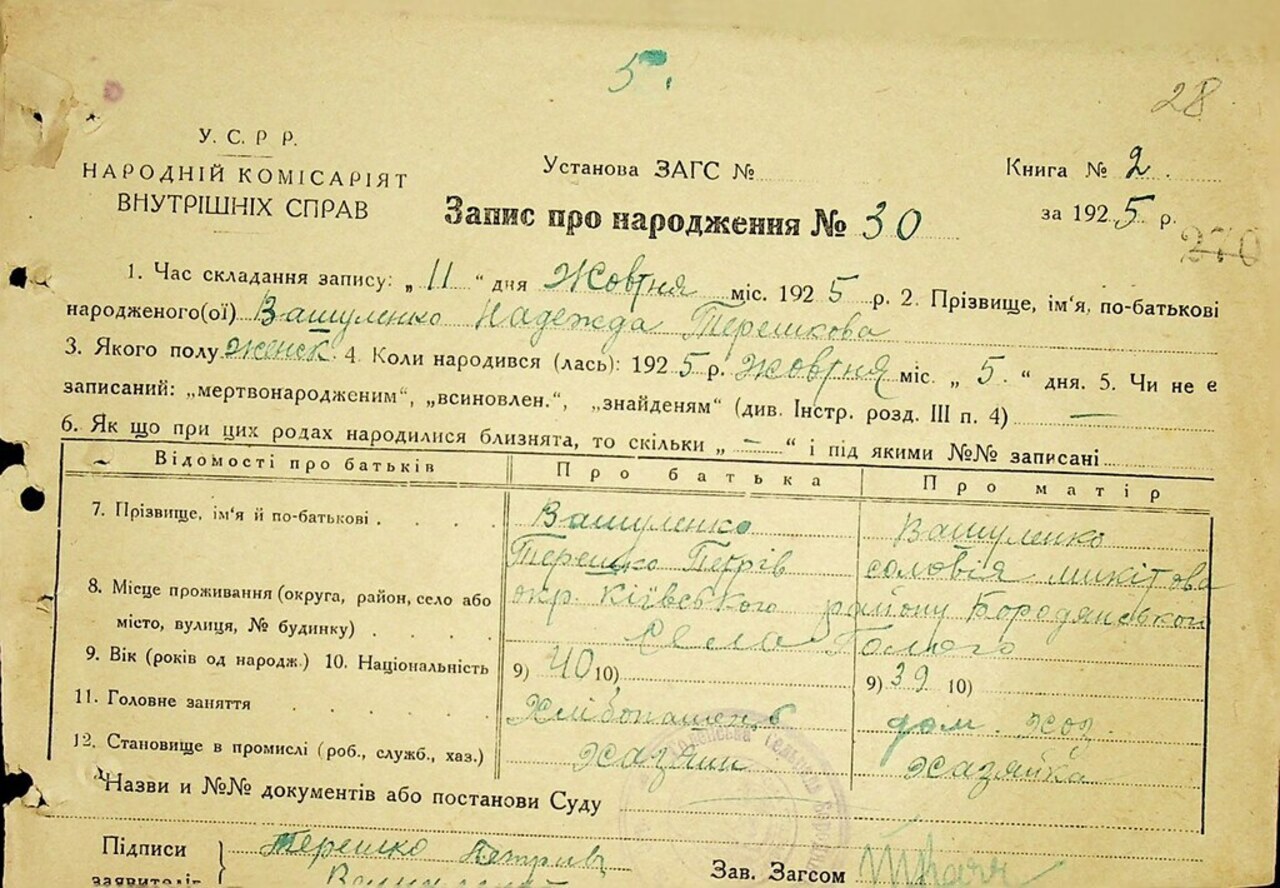 5.
28
У. С. Р Р.
НАРОДНІЙ КОМІСАРІЯТ
ВНУТРІШНІХ СПРАВ
Установа ЗАГС №
Книга № 2.
за 1925 р.
Запис про народження № 30
270
1. Час складання запису: „11“ дня Жовтня міс. 1925 р. 2. Прізвище, ім‘я, по-батькові
народженого(ої) Вашуленко Надежда Терешкова
3. Якого полу женск. 4. Коли народився (лась): 1925 р. Жовтня міс. „5.“ дня. 5. Чи не є
записаний: „мертвонародженим“, „всиновлен.“, „знайденям“ (див. Інстр. розд. III п. 4) —
6. Як що при цих родах народилися близнята, то скільки „—“ і під якими №№ записані
Відомості про батьків Про батька Про матір
7. Прізвище, ім‘я й по-батькові Вашуленко Вашуленко
Терешко Петрів соловія микітова
8. Місце проживання (округа, район, село або окр. Київського району Бородянського
місто, вулиця, № будинку) Села
9. Вік (років од народж.) 10. Національність 9) 40 10) 9) 39 10)
11. Головне заняття Хлібопашец дом. хоз.
12. Становище в промислі (роб., служб., хаз.) хазяин хазяйка
Назви и №№ документів або постанови Суду
Підписи Терешко Петрив
заявителів
Зав. Загсом